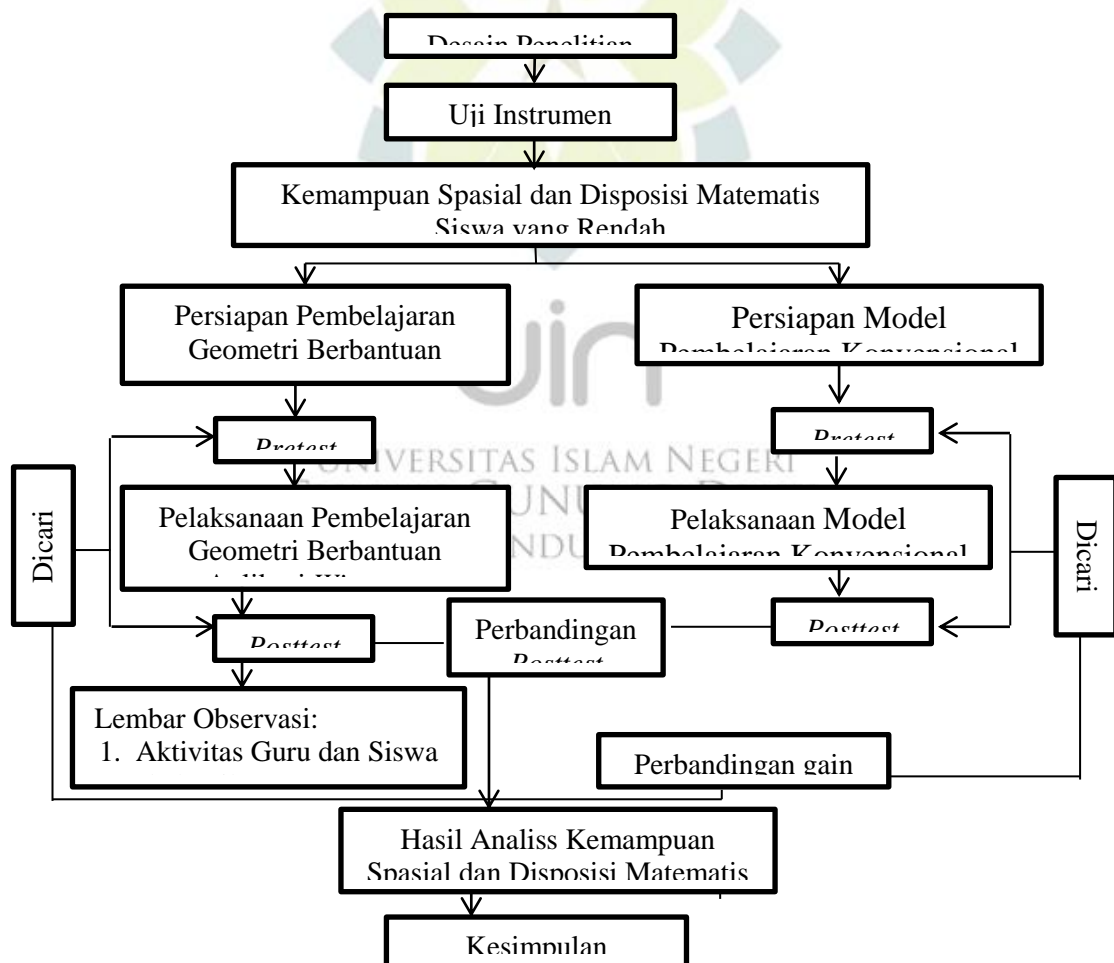 Desain Penelitian
Uji Instrumen
Kemampuan Spasial dan Disposisi Matematis
Siswa yang Rendah
Persiapan Pembelajaran
Geometri Berbantuan
Persiapan Model
Pembelajaran Konvensional
uin
Pretest
Pretest
UNIVERSITAS ISLAM NEGERI
Dicari
Pelaksanaan Pembelajaran
Geometri Berbantuan
Pelaksanaan Model
Pembelajaran Konvensional
Dicari
Posttest
Perbandingan
Posttest
Posttest
Lembar Observasi:
1. Aktivitas Guru dan Siswa
Perbandingan gain
Hasil Analiss Kemampuan
Spasial dan Disposisi Matematis
Kesimpulan